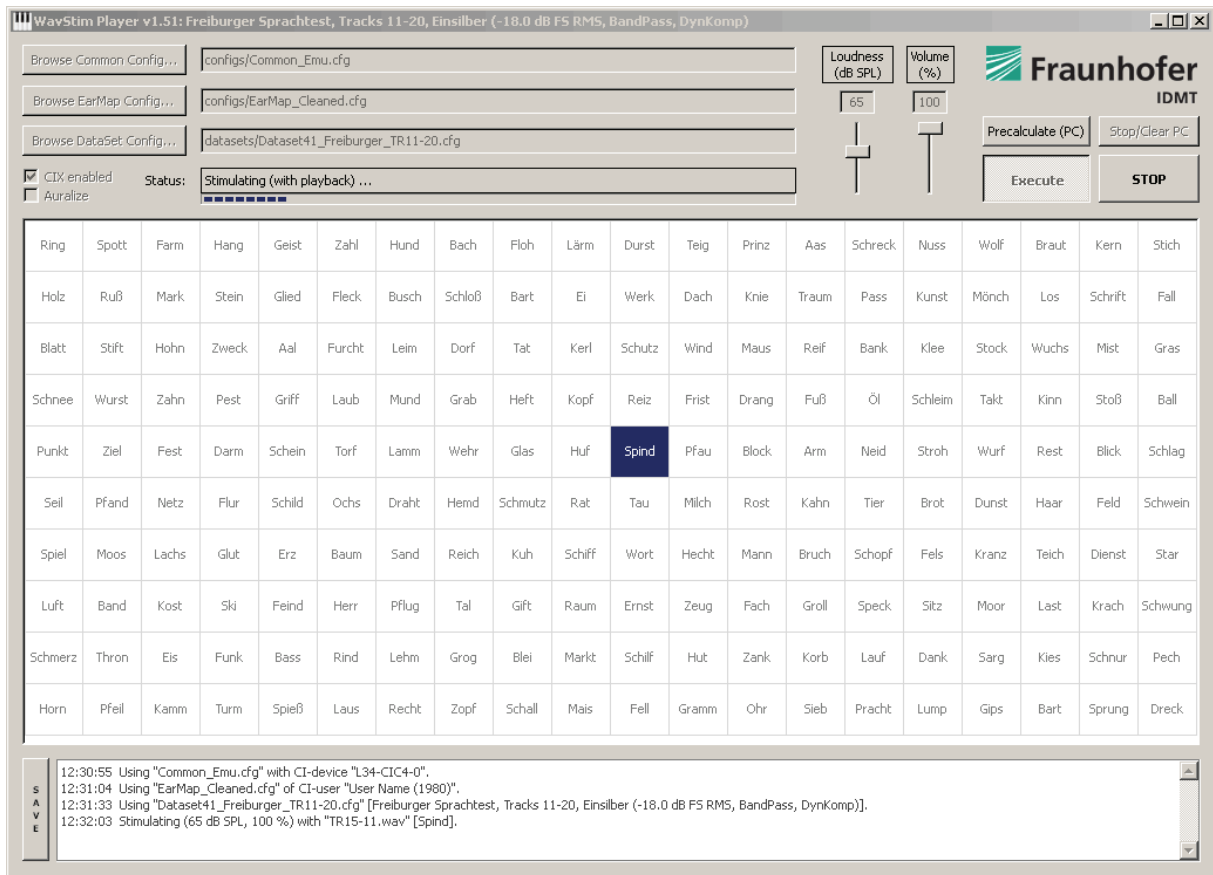 WavStim Player v1.51: Freiburger Sprachtest, Tracks 11-20, Einsilber (-18.0 dB FS RMS, BandPass, DynKomp)
Browse Common Config... configs/Common_Emu.cfg
Loudness (dB SPL) Volume (%)
Fraunhofer
IDMT
Browse EarMap Config... configs/EarMap_Cleaned.cfg 65 100
Browse DataSet Config... datasets/Dataset41_Freiburger_TR11-20.cfg Precalculate (PC) Stop/Clear PC
CIX enabled Status: Stimulating (with playback) ... Execute STOP
Auralize
Ring Spott Farm Hang Geist Zahl Hund Bach Floh Lärm Durst Teig Prinz Aas Schreck Nuss Wolf Braut Kern Stich
Holz Ruß Mark Stein Glied Fleck Busch Schloß Bart Ei Werk Dach Knie Traum Pass Kunst Mönch Los Schrift Fall
Blatt Stift Hohn Zweck Aal Furcht Leim Dorf Tat Kerl Schutz Wind Maus Reif Bank Klee Stock Wuchs Mist Gras
Schnee Wurst Zahn Pest Griff Laub Mund Grab Heft Kopf Reiz Frist Drang Fuß Öl Schleim Takt Kinn Stoß Ball
Punkt Ziel Fest Darm Schein Torf Lamm Wehr Glas Huf Spind Pfau Block Arm Neid Stroh Wurf Rest Blick Schlag
Seil Pfand Netz Flur Schild Ochs Draht Hemd Schmutz Rat Tau Milch Rost Kahn Tier Brot Dunst Haar Feld Schwein
Spiel Moos Lachs Glut Erz Baum Sand Reich Kuh Schiff Wort Hecht Mann Bruch Schopf Fels Kranz Teich Dienst Star
Luft Band Kost Ski Feind Herr Pflug Tal Gift Raum Ernst Zeug Fach Groll Speck Sitz Moor Last Krach Schwung
Schmerz Thron Eis Funk Bass Rind Lehm Grog Blei Markt Schilf Hut Zank Korb Lauf Dank Sarg Kies Schnur Pech
Horn Pfeil Kamm Turm Spieß Laus Recht Zopf Schall Mais Fell Gramm Ohr Sieb Pracht Lump Gips Bart Sprung Dreck
SAVE
12:30:55 Using "Common_Emu.cfg" with CI-device "L34-CIC4-0".
12:31:04 Using "EarMap_Cleaned.cfg" of CI-user "User Name (1980)".
12:31:33 Using "Dataset41_Freiburger_TR11-20.cfg" [Freiburger Sprachtest, Tracks 11-20, Einsilber (-18.0 dB FS RMS, BandPass, DynKomp)].
12:32:03 Stimulating (65 dB SPL, 100 %) with "TR15-11.wav" [Spind].